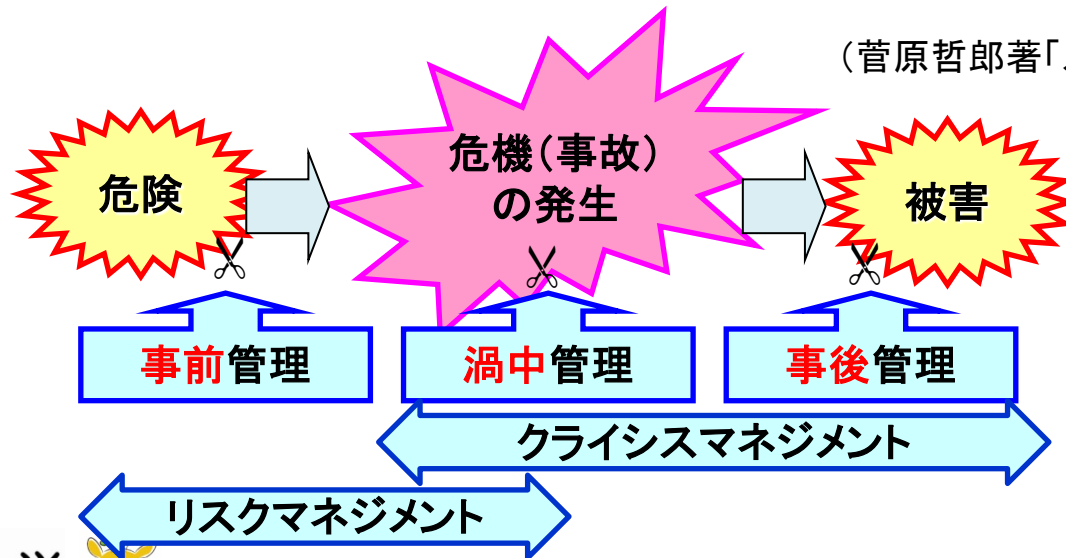 (菅原哲郎著「
危険
危機(事故)
の発生
被害
事前管理
渦中管理
事後管理
クライシスマネジメント
リスクマネジメント